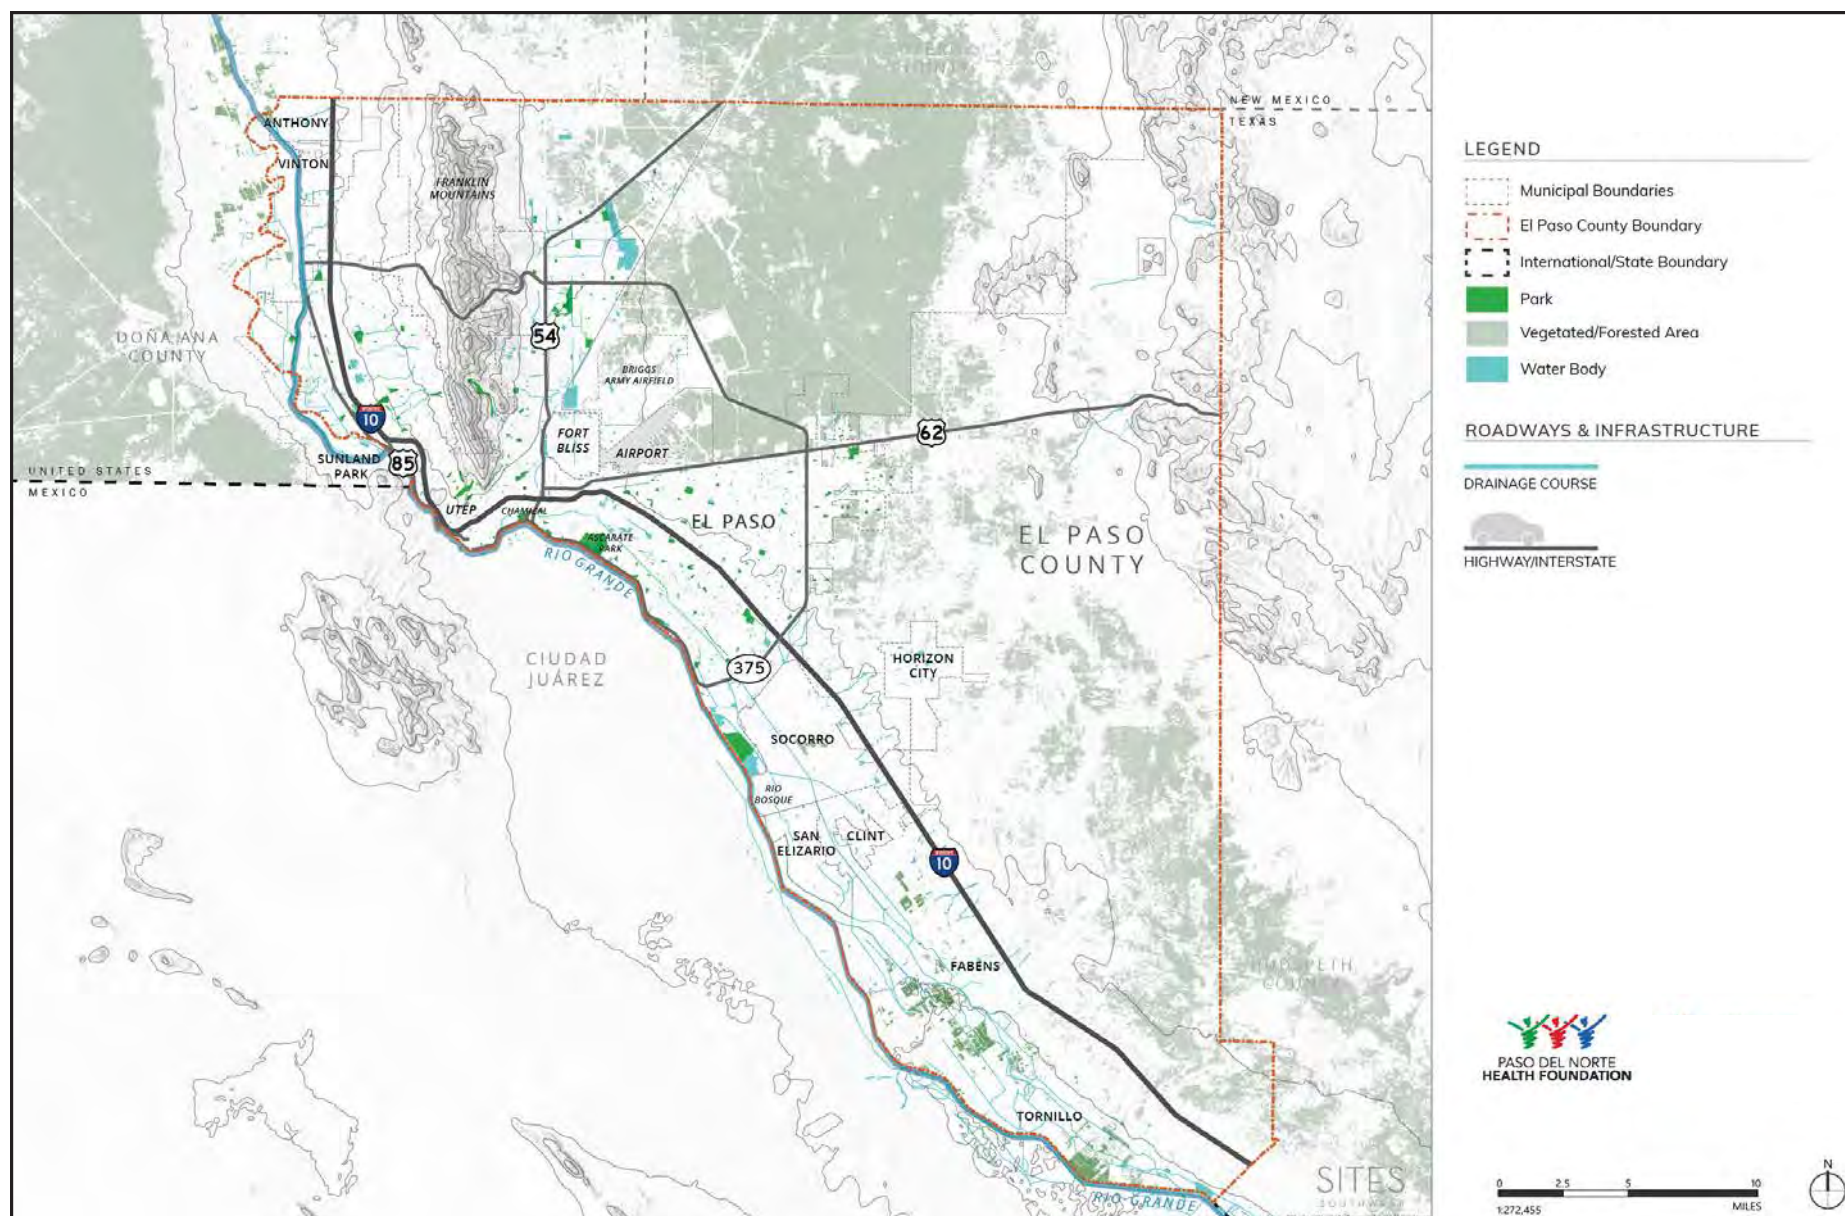 COUNTY
NEW MEXICO
TEXAS
ANTHONY
VINTON
FRANKLIN
MOUNTAINS
DOÑA ANA
COUNTY
54
BRIGGS
ARMY AIRFIELD
10
62
FORT
BLISS
AIRPORT
SUNLAND
PARK
85
UNITED STATES
MEXICO
UTEP
CHAMIZAL
EL PASO
ASCARATE
PARK
RIO GRANDE
EL PASO
COUNTY
CIUDAD
JUÁREZ
375
HORIZON
CITY
SOCORRO
RIO
BOSQUE
SAN
ELIZARIO
CLINT
10
FABENS
HUDSPETH
COUNTY
TORNILLO
RIO GRANDE
SITES
SOUTHWEST
LEGEND
Municipal Boundaries
El Paso County Boundary
International/State Boundary
Park
Vegetated/Forested Area
Water Body
ROADWAYS & INFRASTRUCTURE
DRAINAGE COURSE
HIGHWAY/INTERSTATE
PASO DEL NORTE
HEALTH FOUNDATION
0 2.5 5 10
MILES
1:272,455
N